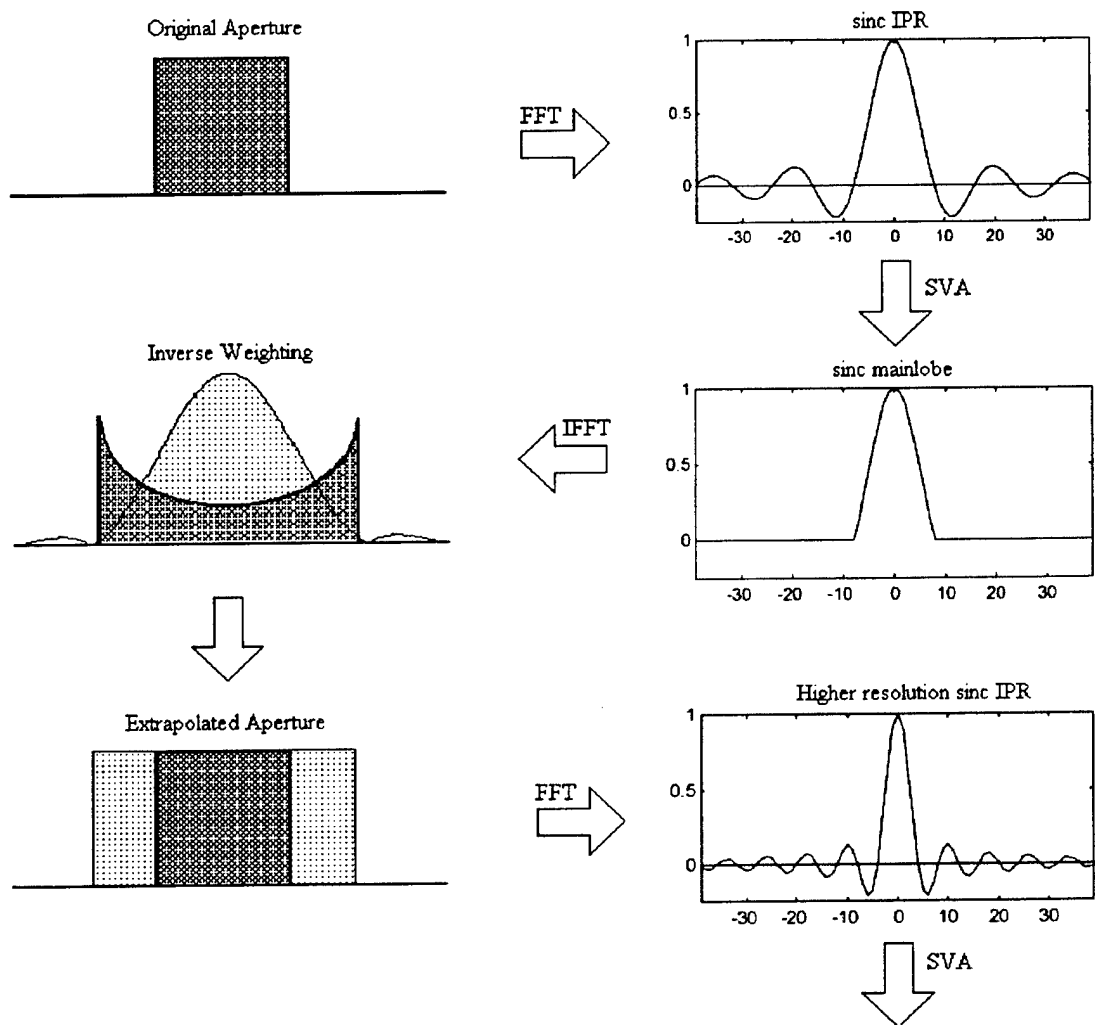 Original Aperture
sinc IPR
FFT
1
0.5
0
-30 -20 -10 0 10 20 30
SVA
Inverse Weighting
sinc mainlobe
IFFT
1
0.5
0
-30 -20 -10 0 10 20 30
Extrapolated Aperture
Higher resolution sinc IPR
FFT
1
0.5
0
-30 -20 -10 0 10 20 30
SVA